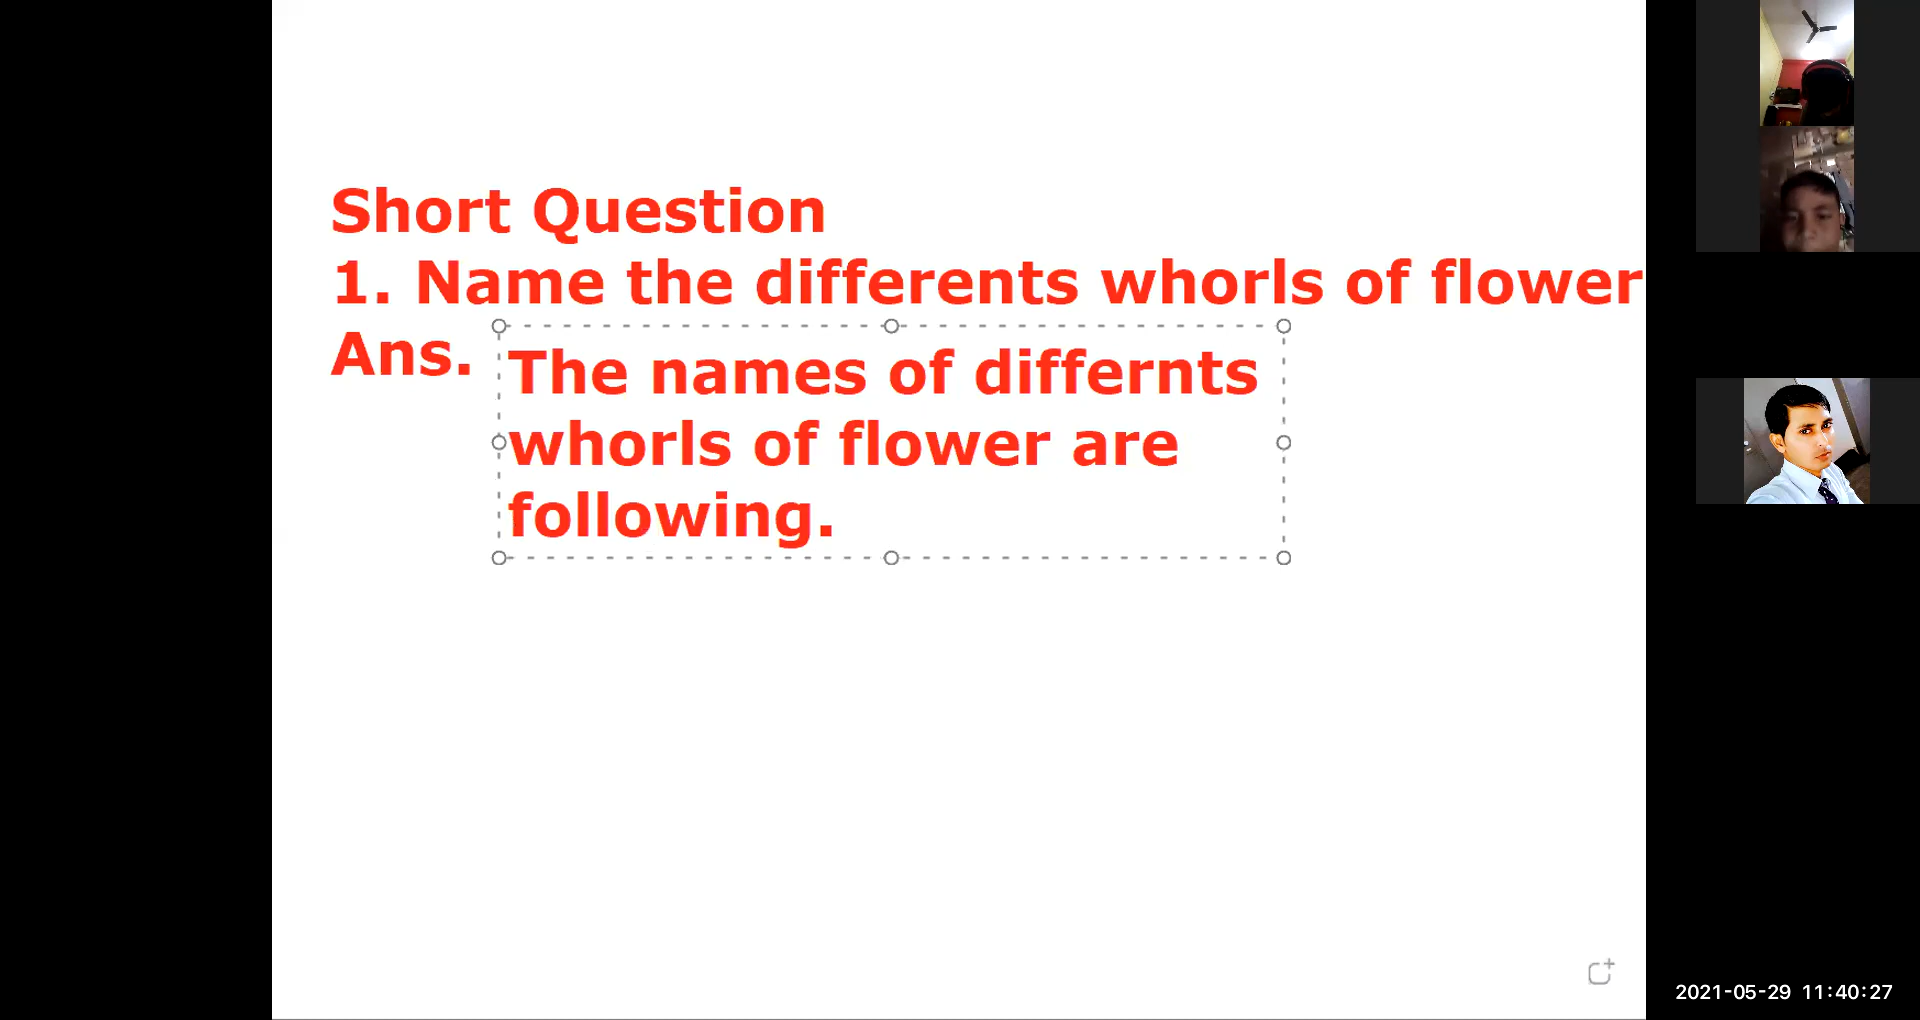 Short Question
1. Name the differents whorls of flower
Ans.
The names of differnts
whorls of flower are
following.
2021-05-29 11:40:27